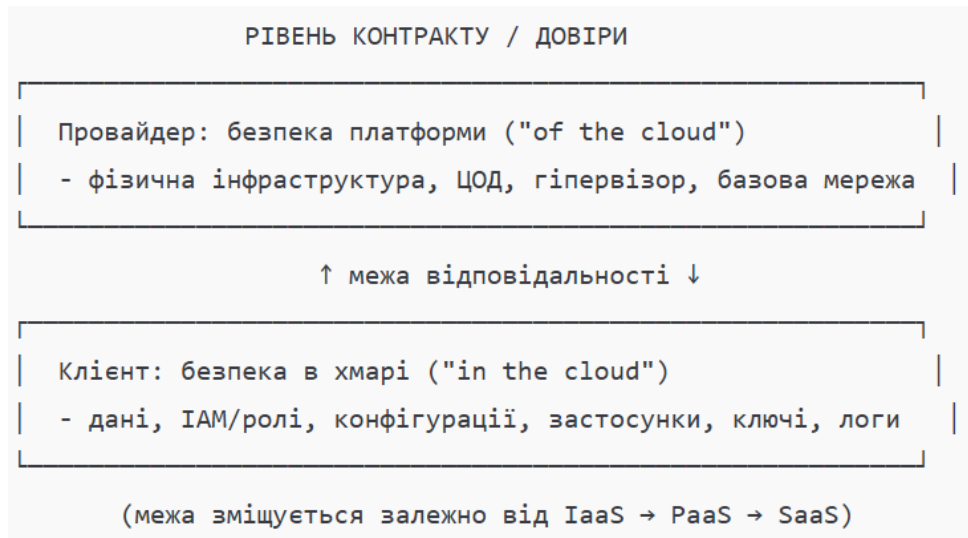 РІВЕНЬ КОНТРАКТУ / ДОВІРИ
Провайдер: безпека платформи ("of the cloud")
- фізична інфраструктура, ЦОД, гіпервізор, базова мережа
↑ межа відповідальності ↓
Клієнт: безпека в хмарі ("in the cloud")
- дані, IAM/ролі, конфігурації, застосунки, ключі, логи
(межа зміщується залежно від IaaS → PaaS → SaaS)